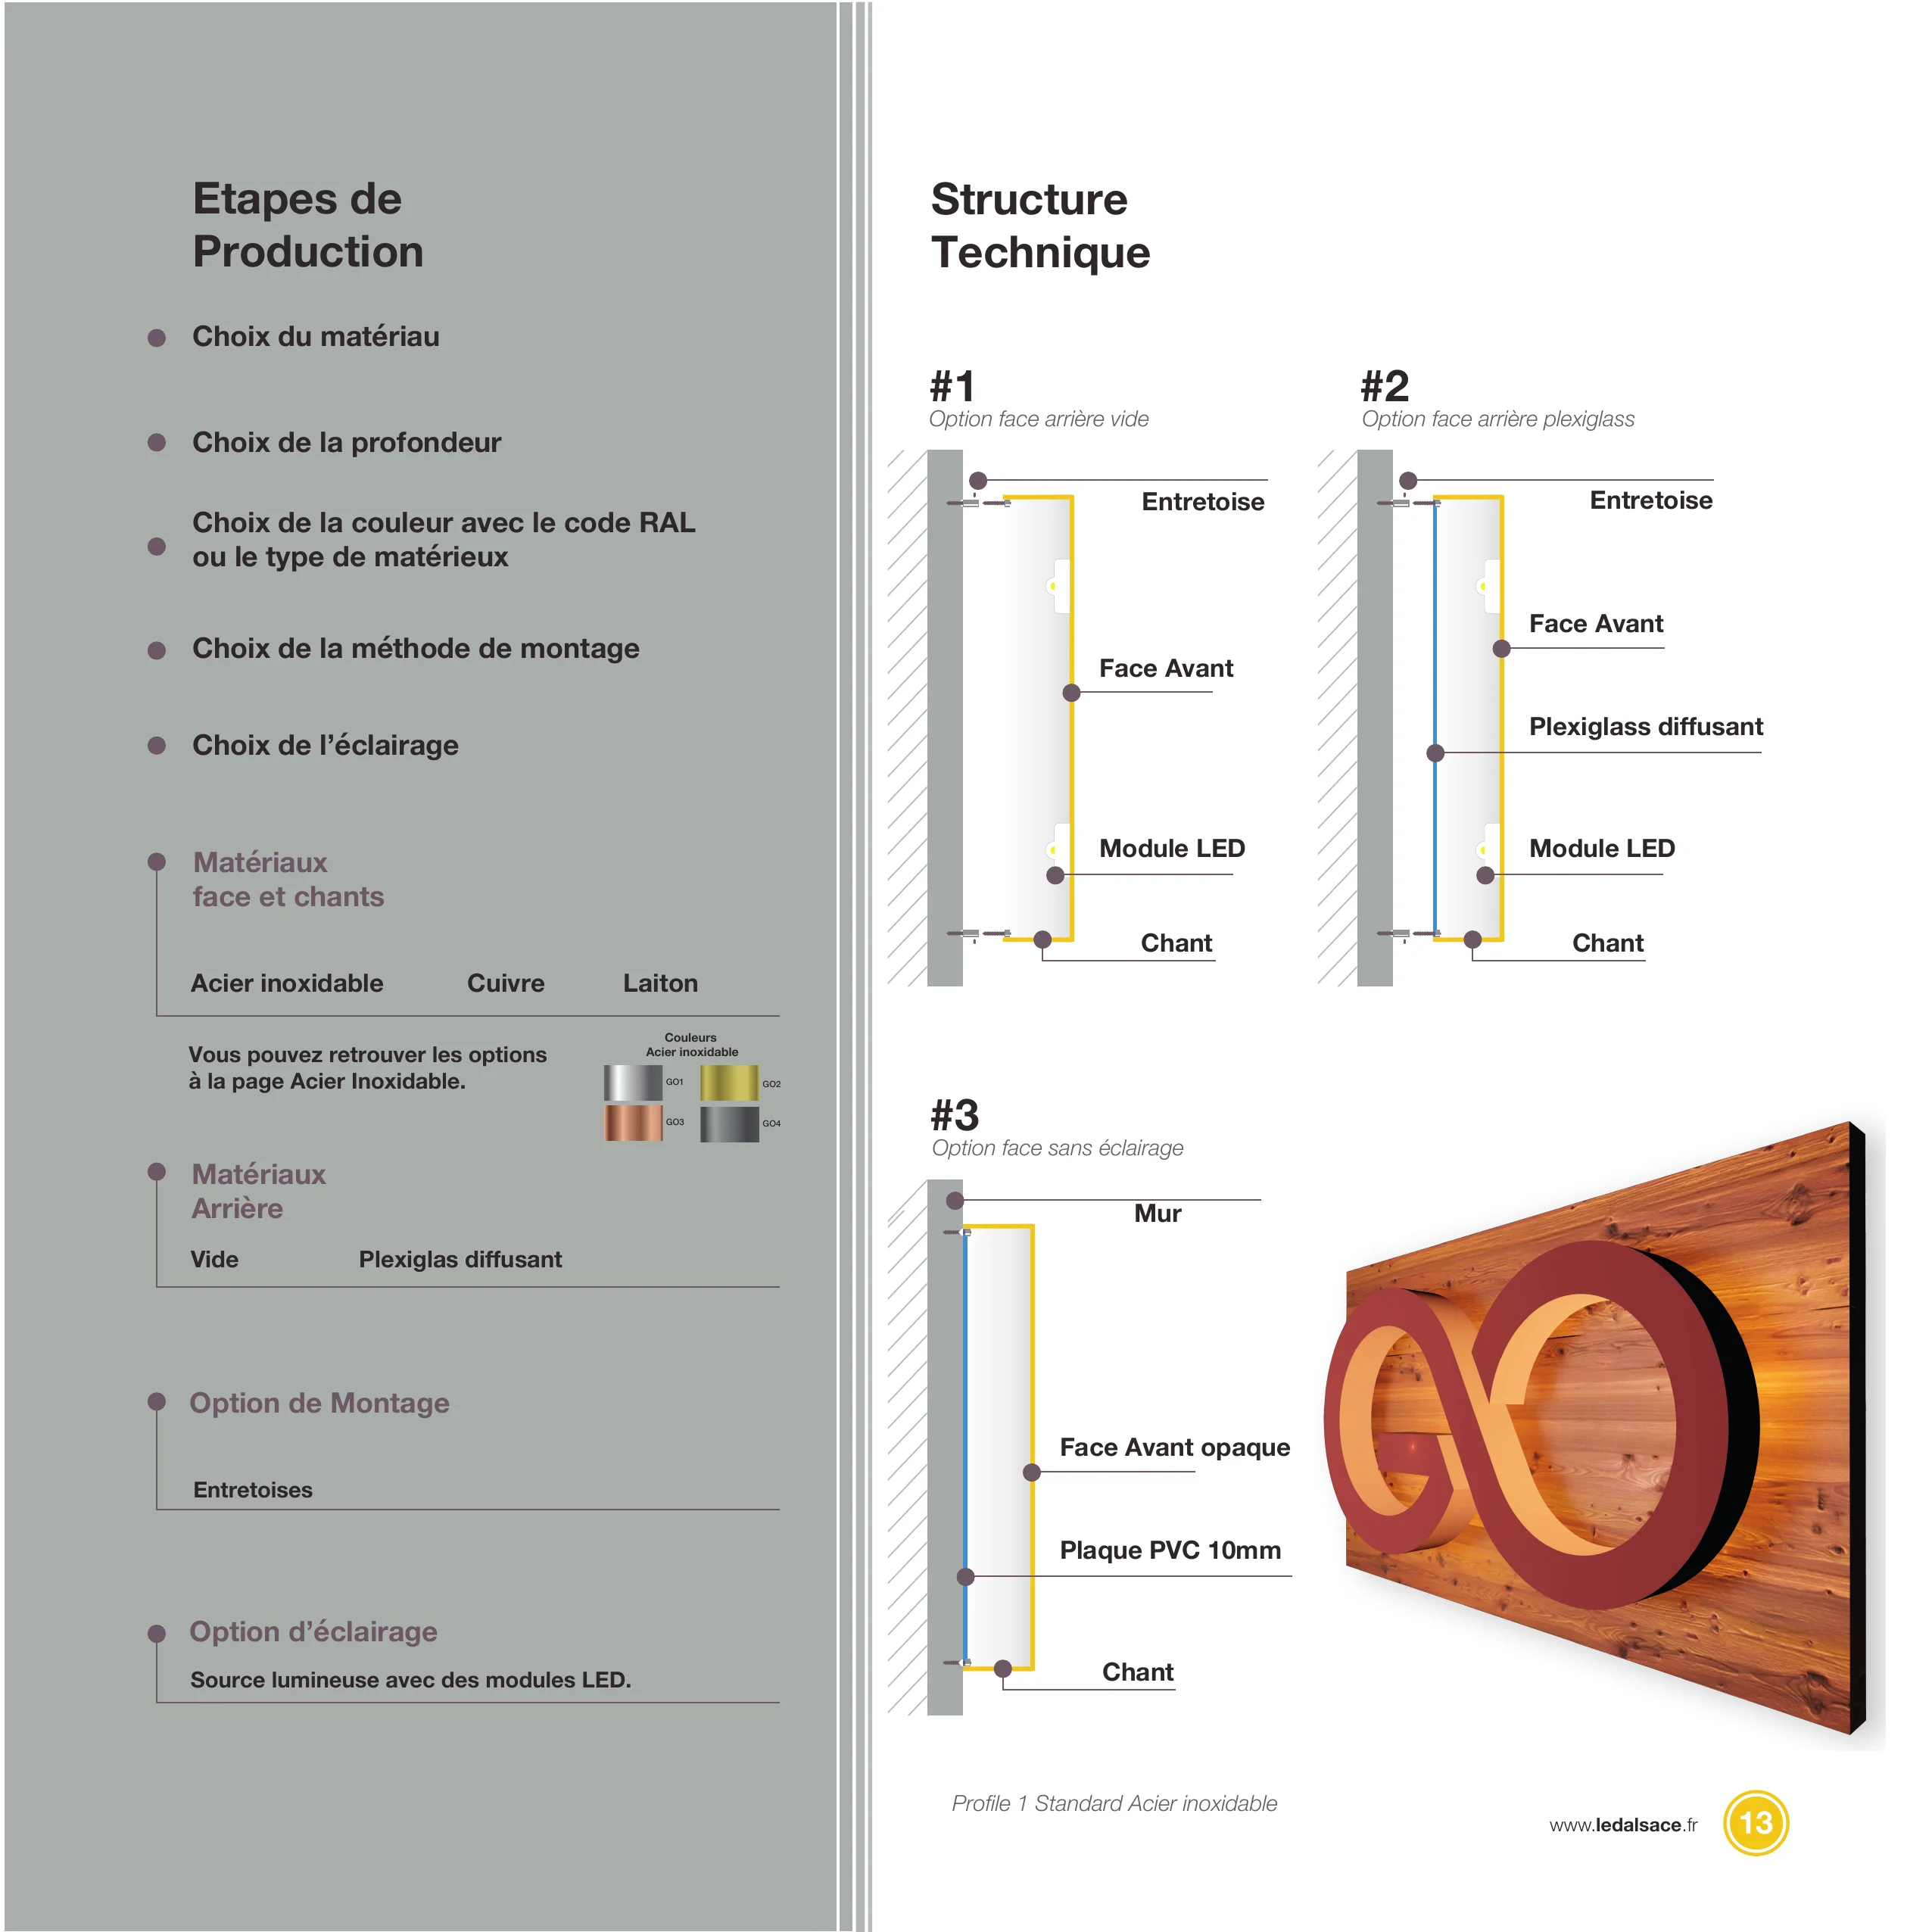 Etapes de
Production
Choix du matériau
Choix de la profondeur
Choix de la couleur avec le code RAL
ou le type de matérieux
Choix de la méthode de montage
Choix de l’éclairage
Matériaux
face et chants
Acier inoxidable Cuivre Laiton
Vous pouvez retrouver les options
à la page Acier Inoxidable.
Couleurs
Acier inoxidable
GO1 GO2
GO3 GO4
Matériaux
Arrière
Vide Plexiglas diffusant
Option de Montage
Entretoises
Option d’éclairage
Source lumineuse avec des modules LED.
Structure
Technique
#1
Option face arrière vide
Entretoise
Face Avant
Module LED
Chant
#2
Option face arrière plexiglass
Entretoise
Face Avant
Plexiglass diffusant
Module LED
Chant
#3
Option face sans éclairage
Mur
Face Avant opaque
Plaque PVC 10mm
Chant
Profile 1 Standard Acier inoxidable
www.ledalsace.fr
13